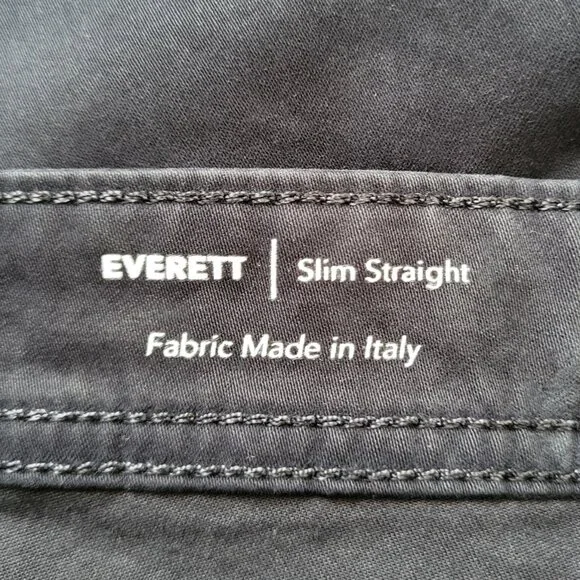 EVERETT | Slim Straight
Fabric Made in Italy